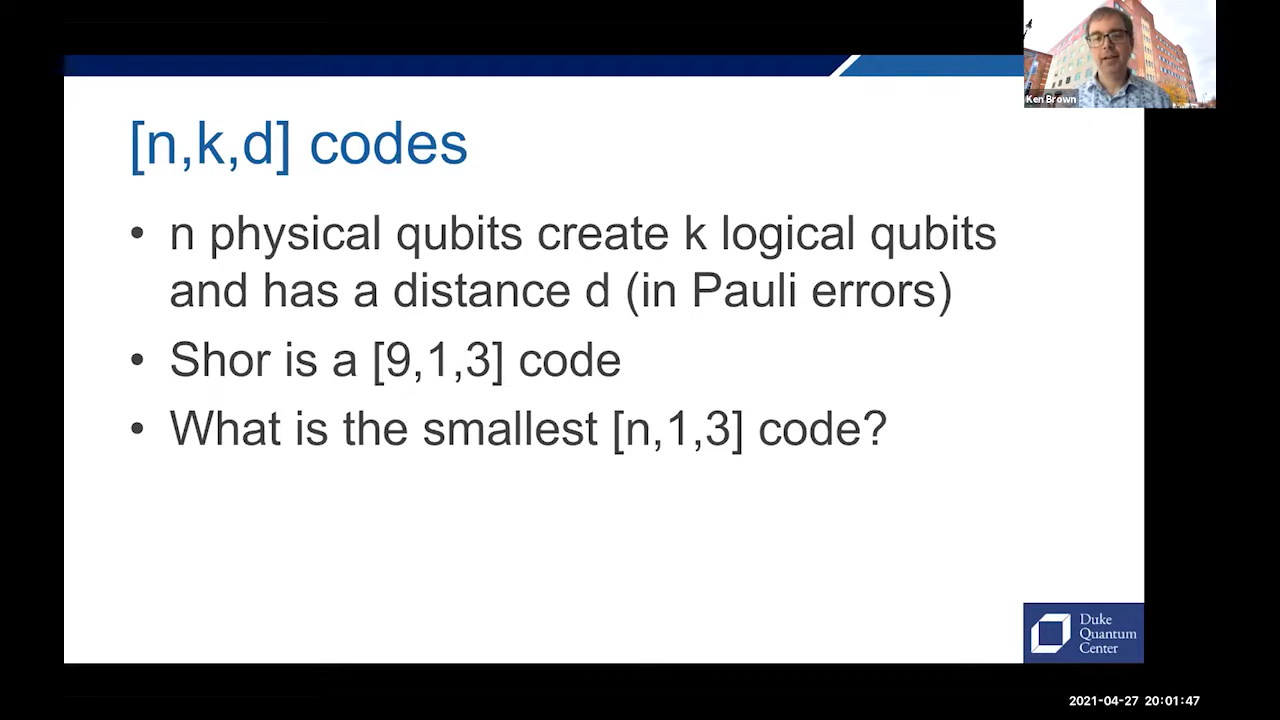 Ken Brown
[n,k,d] codes
• n physical qubits create k logical qubits
and has a distance d (in Pauli errors)
• Shor is a [9,1,3] code
• What is the smallest [n,1,3] code?
Duke
Quantum
Center
2021-04-27 20:01:47